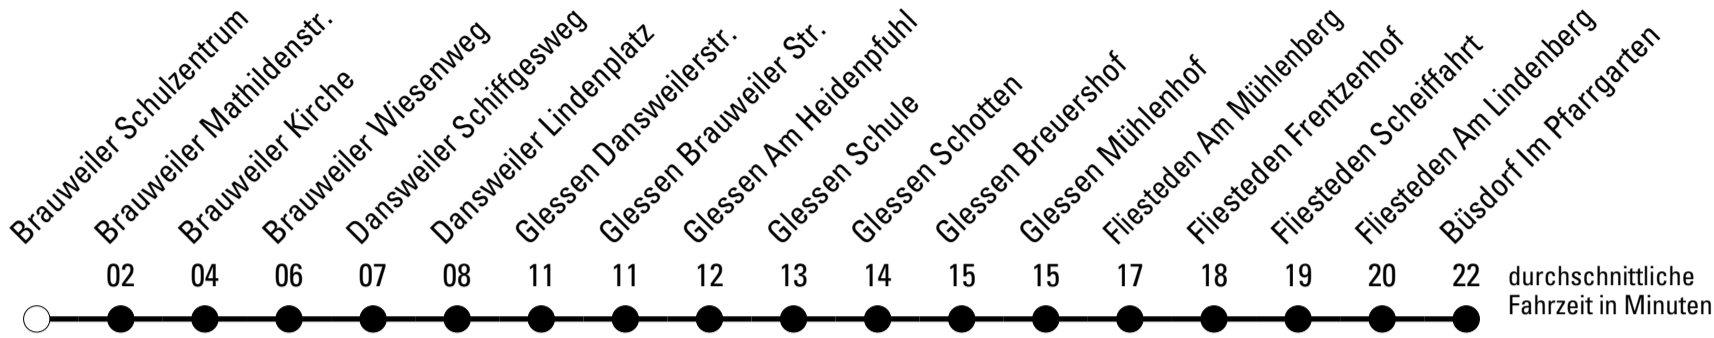 Brauweiler Schulzentrum
Brauweiler Mathildenstr.
Brauweiler Kirche
Brauweiler Wiesenweg
Dansweiler Schiffgesweg
Dansweiler Lindenplatz
Glessen Dansweilerstr.
Glessen Brauweiler Str.
Glessen Am Heidenpfuhl
Glessen Schule
Glessen Schotten
Glessen Breuershof
Glessen Mühlenhof
Fliesteden Am Mühlenberg
Fliesteden Frentzenhof
Fliesteden Scheiffahrt
Fliesteden Am Lindenberg
Büsdorf Im Pfarrgarten
02 04 06 07 08 11 11 12 13 14 15 15 17 18 19 20 22
durchschnittliche
Fahrzeit in Minuten